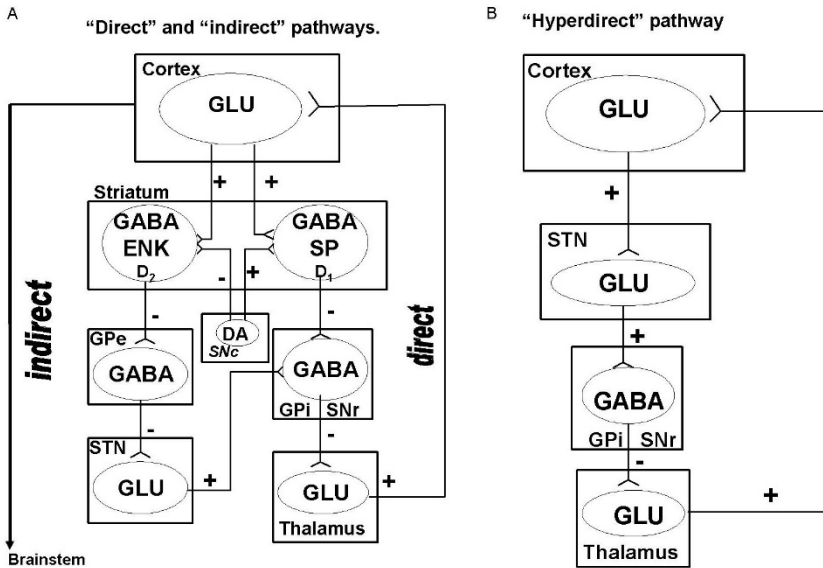 A
"Direct" and "indirect" pathways.
Cortex
GLU
+ +
Striatum
GABA
ENK
D2
GABA
SP
D1
- +
- -
DA
SNc
GPe
GABA
GABA
GPi SNr
- -
STN
GLU
+
GLU
+
Thalamus
indirect
direct
Brainstem
B
"Hyperdirect" pathway
Cortex
GLU
+
STN
GLU
+
GABA
GPi SNr
-
+
GLU
Thalamus